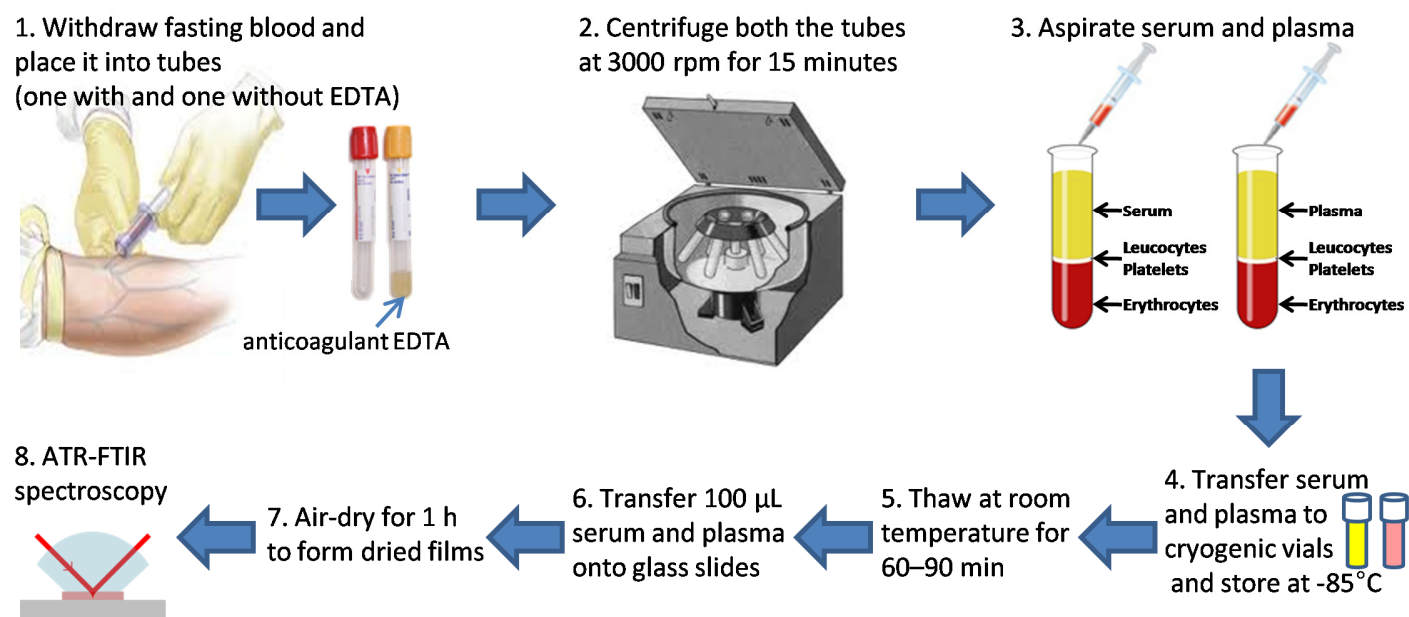 1. Withdraw fasting blood and
place it into tubes
(one with and one without EDTA)
anticoagulant EDTA
2. Centrifuge both the tubes
at 3000 rpm for 15 minutes
3. Aspirate serum and plasma
Serum
Leucocytes
Platelets
Erythrocytes
Plasma
Leucocytes
Platelets
Erythrocytes
4. Transfer serum
and plasma to
cryogenic vials
and store at -85°C
5. Thaw at room
temperature for
60–90 min
6. Transfer 100 µL
serum and plasma
onto glass slides
7. Air-dry for 1 h
to form dried films
8. ATR-FTIR
spectroscopy